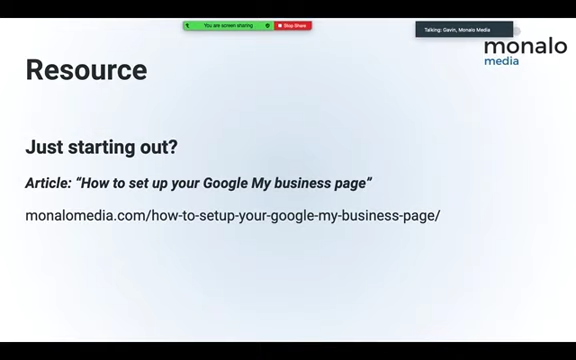 You are screen sharing
Stop Share
Talking: Gavin, Monalo Media
monalo
media
Resource
Just starting out?
Article: “How to set up your Google My business page”
monalomedia.com/how-to-setup-your-google-my-business-page/